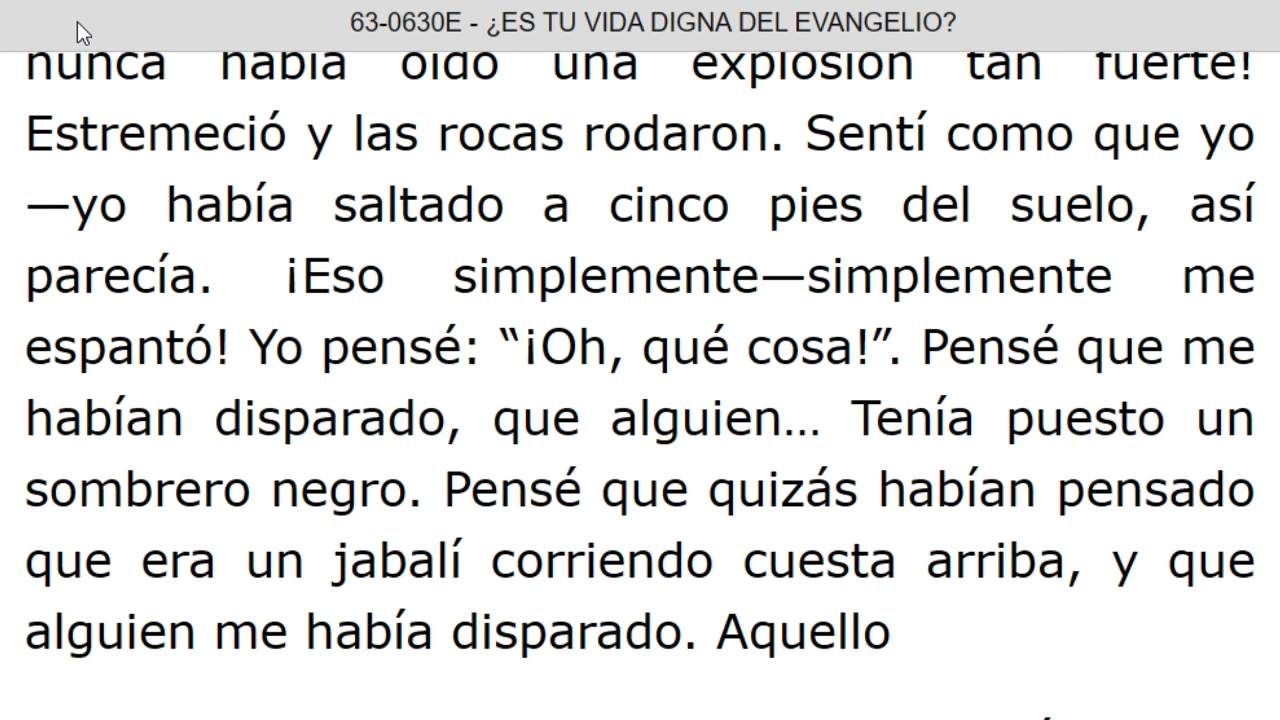 63-0630E - ¿ES TU VIDA DIGNA DEL EVANGELIO?
nunca había oído una explosión tan fuerte!
Estremeció y las rocas rodaron. Sentí como que yo
—yo había saltado a cinco pies del suelo, así
parecía. ¡Eso simplemente—simplemente me
espantó! Yo pensé: “¡Oh, qué cosa!”. Pensé que me
habían disparado, que alguien… Tenía puesto un
sombrero negro. Pensé que quizás habían pensado
que era un jabalí corriendo cuesta arriba, y que
alguien me había disparado. Aquello